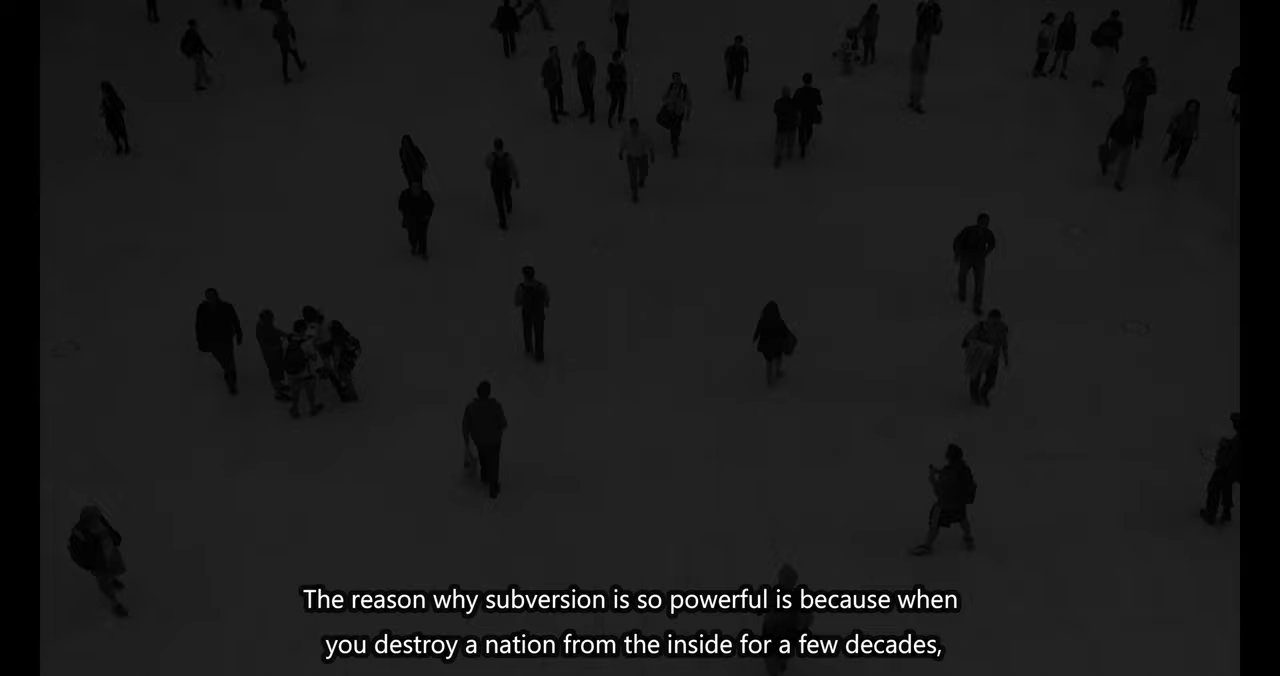 The reason why subversion is so powerful is because when
you destroy a nation from the inside for a few decades,